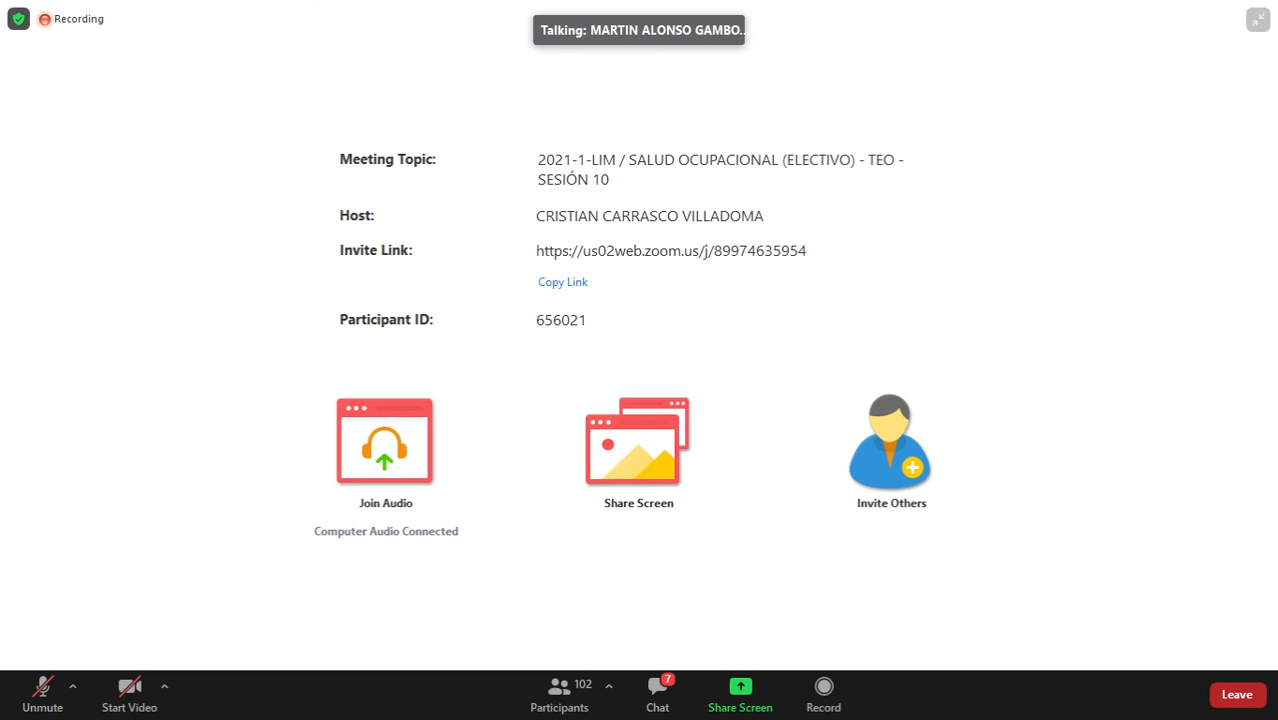 Recording
Talking: MARTIN ALONSO GAMBO...
Meeting Topic:
2021-1-LIM / SALUD OCUPACIONAL (ELECTIVO) - TEO -
SESIÓN 10
Host:
CRISTIAN CARRASCO VILLADOMA
Invite Link:
https://us02web.zoom.us/j/89974635954
Copy Link
Participant ID:
656021
Join Audio
Share Screen
Invite Others
Computer Audio Connected
Unmute
Start Video
102
Participants
7
Chat
Share Screen
Record
Leave